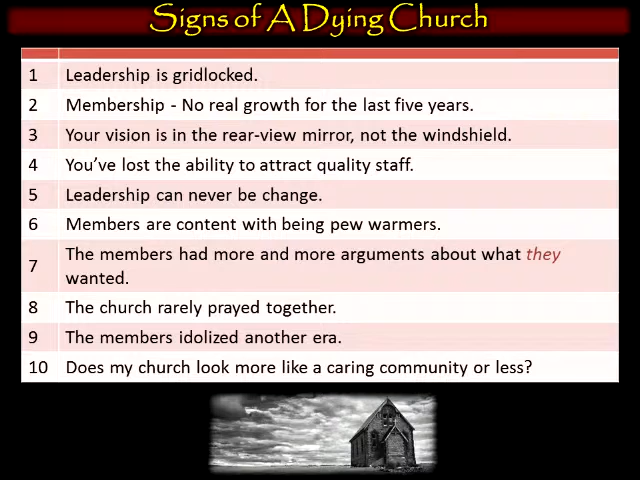 Signs of A Dying Church
1 Leadership is gridlocked.
2 Membership - No real growth for the last five years.
3 Your vision is in the rear-view mirror, not the windshield.
4 You've lost the ability to attract quality staff.
5 Leadership can never be change.
6 Members are content with being pew warmers.
7 The members had more and more arguments about what they
wanted.
8 The church rarely prayed together.
9 The members idolized another era.
10 Does my church look more like a caring community or less?